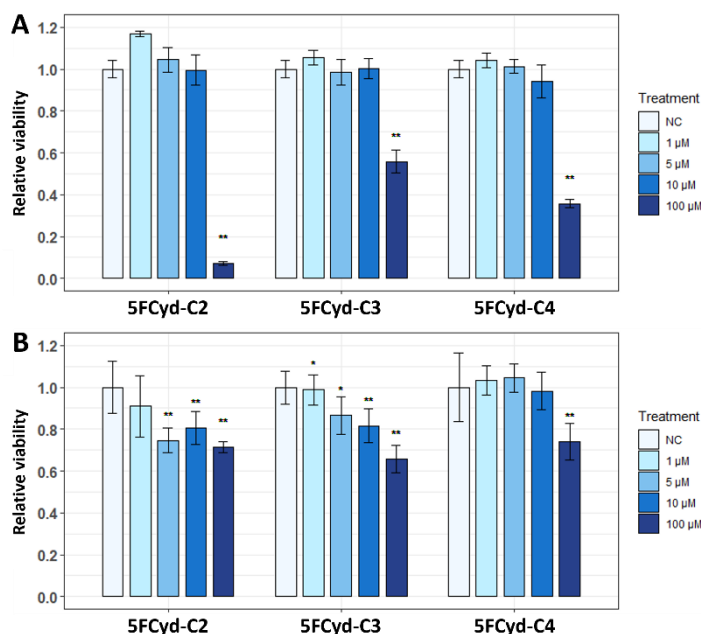 A
Relative viability
1.2
1.0
0.8
0.6
0.4
0.2
0.0
**
**
**
5FCyd-C2
5FCyd-C3
5FCyd-C4
Treatment
NC
1 µM
5 µM
10 µM
100 µM
B
Relative viability
1.2
1.0
0.8
0.6
0.4
0.2
0.0
**
**
**
*
*
**
**
**
5FCyd-C2
5FCyd-C3
5FCyd-C4
Treatment
NC
1 µM
5 µM
10 µM
100 µM